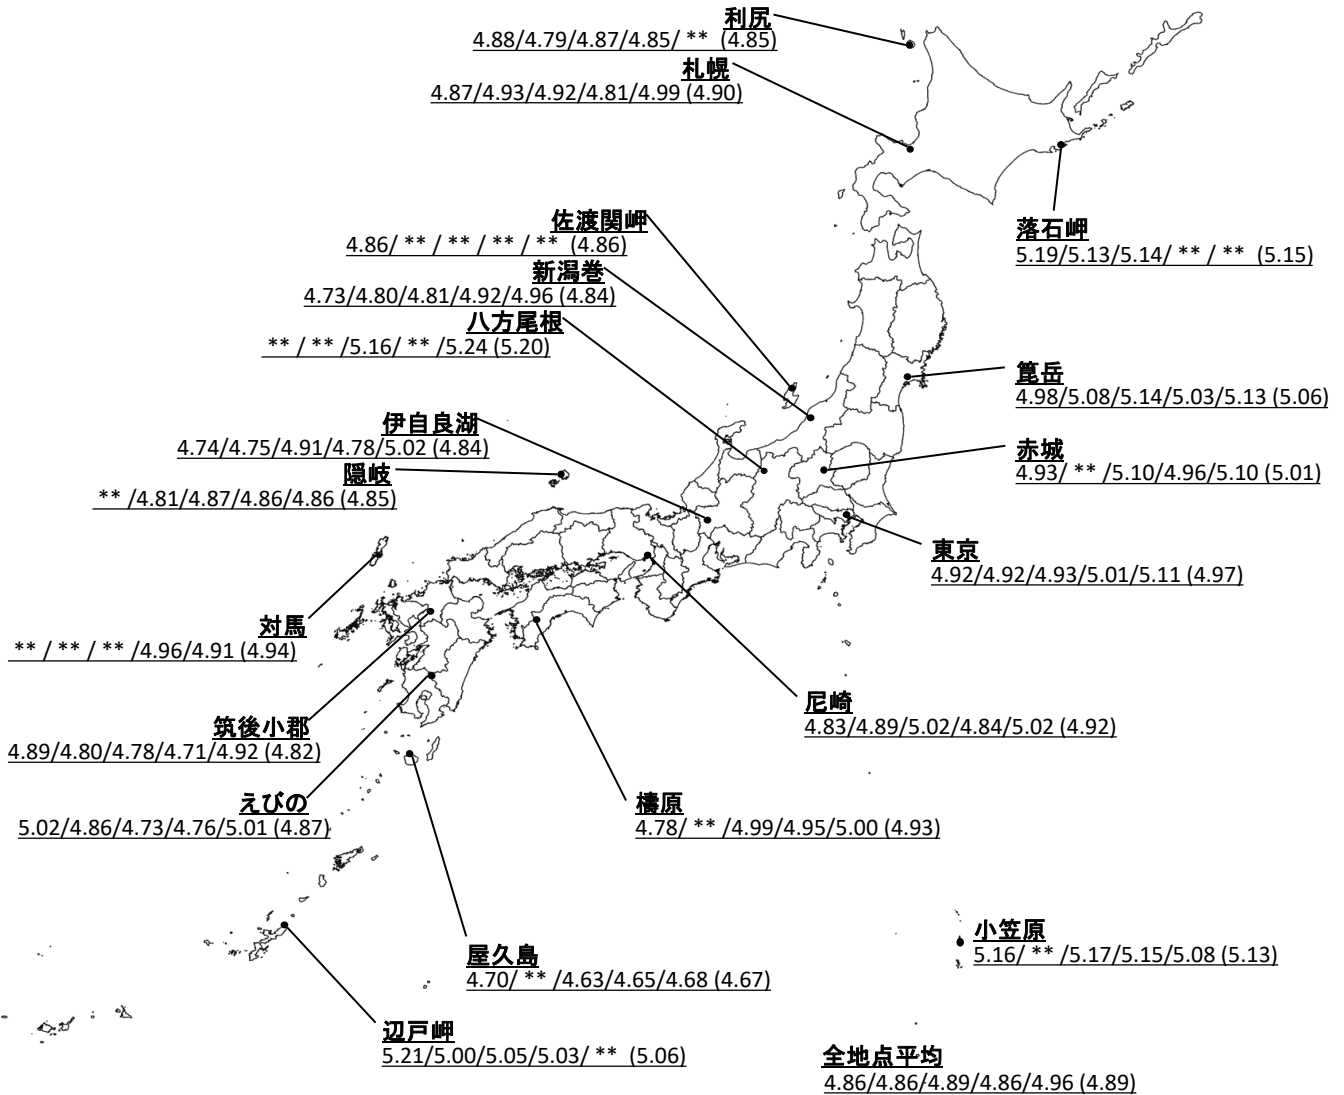 利尻
4.88/4.79/4.87/4.85/ ** (4.85)
札幌
4.87/4.93/4.92/4.81/4.99 (4.90)
落石岬
5.19/5.13/5.14/ ** / ** (5.15)
佐渡関岬
4.86/ ** / ** / ** / ** (4.86)
新潟巻
4.73/4.80/4.81/4.92/4.96 (4.84)
八方尾根
** / ** /5.16/ ** /5.24 (5.20)
箟岳
4.98/5.08/5.14/5.03/5.13 (5.06)
伊自良湖
4.74/4.75/4.91/4.78/5.02 (4.84)
赤城
4.93/ ** /5.10/4.96/5.10 (5.01)
隠岐
** /4.81/4.87/4.86/4.86 (4.85)
東京
4.92/4.92/4.93/5.01/5.11 (4.97)
対馬
** / ** / ** /4.96/4.91 (4.94)
尼崎
4.83/4.89/5.02/4.84/5.02 (4.92)
筑後小郡
4.89/4.80/4.78/4.71/4.92 (4.82)
えびの
5.02/4.86/4.73/4.76/5.01 (4.87)
檮原
4.78/ ** /4.99/4.95/5.00 (4.93)
小笠原
5.16/ ** /5.17/5.15/5.08 (5.13)
屋久島
4.70/ ** /4.63/4.65/4.68 (4.67)
辺戸岬
5.21/5.00/5.05/5.03/ ** (5.06)
全地点平均
4.86/4.86/4.89/4.86/4.96 (4.89)